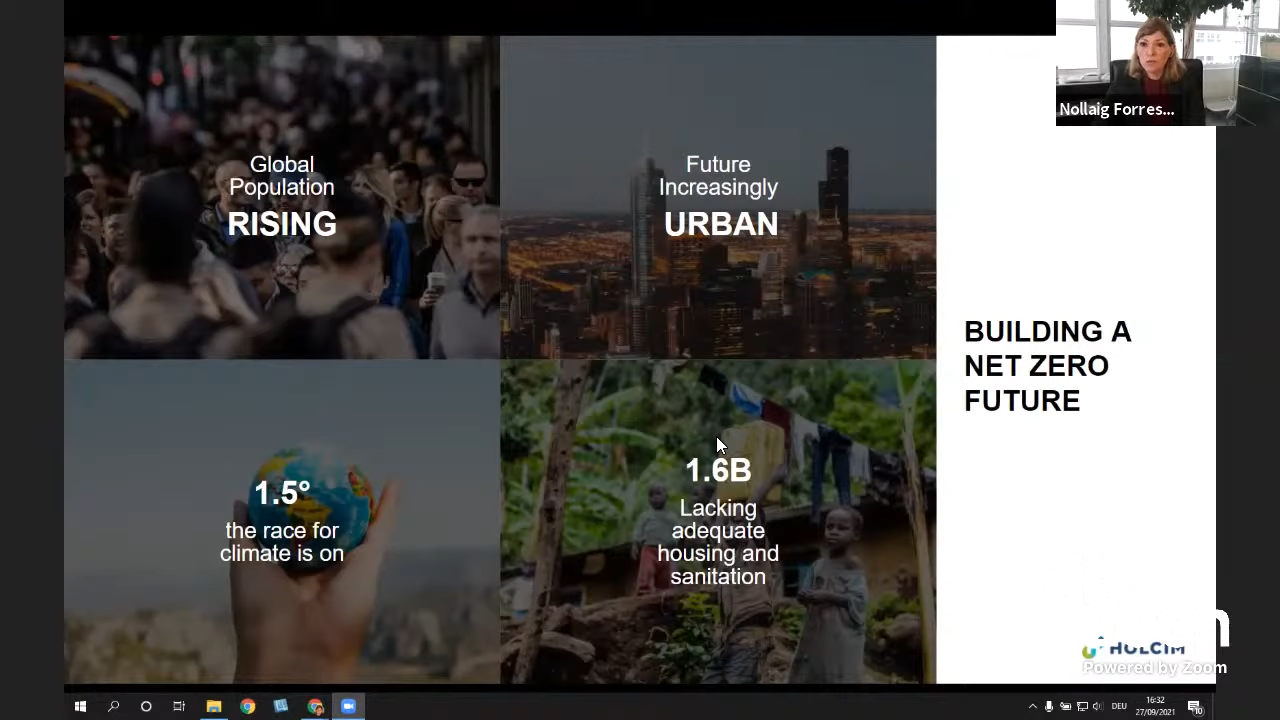 Nollaig Forres...
Global
Population
RISING
Future
Increasingly
URBAN
BUILDING A
NET ZERO
FUTURE
1.5°
the race for
climate is on
1.6B
Lacking
adequate
housing and
sanitation
HOLCIM
Powered by Zoom
DEU
16:32
27/09/2021